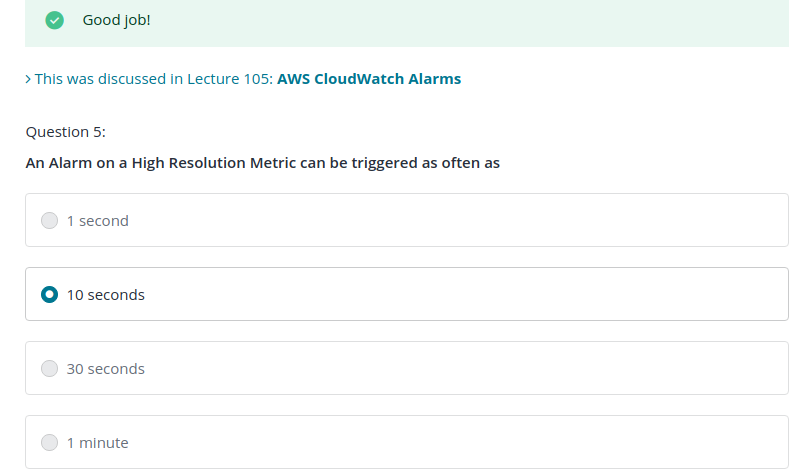 Good job!
> This was discussed in Lecture 105: AWS CloudWatch Alarms
Question 5:
An Alarm on a High Resolution Metric can be triggered as often as
1 second
10 seconds
30 seconds
1 minute